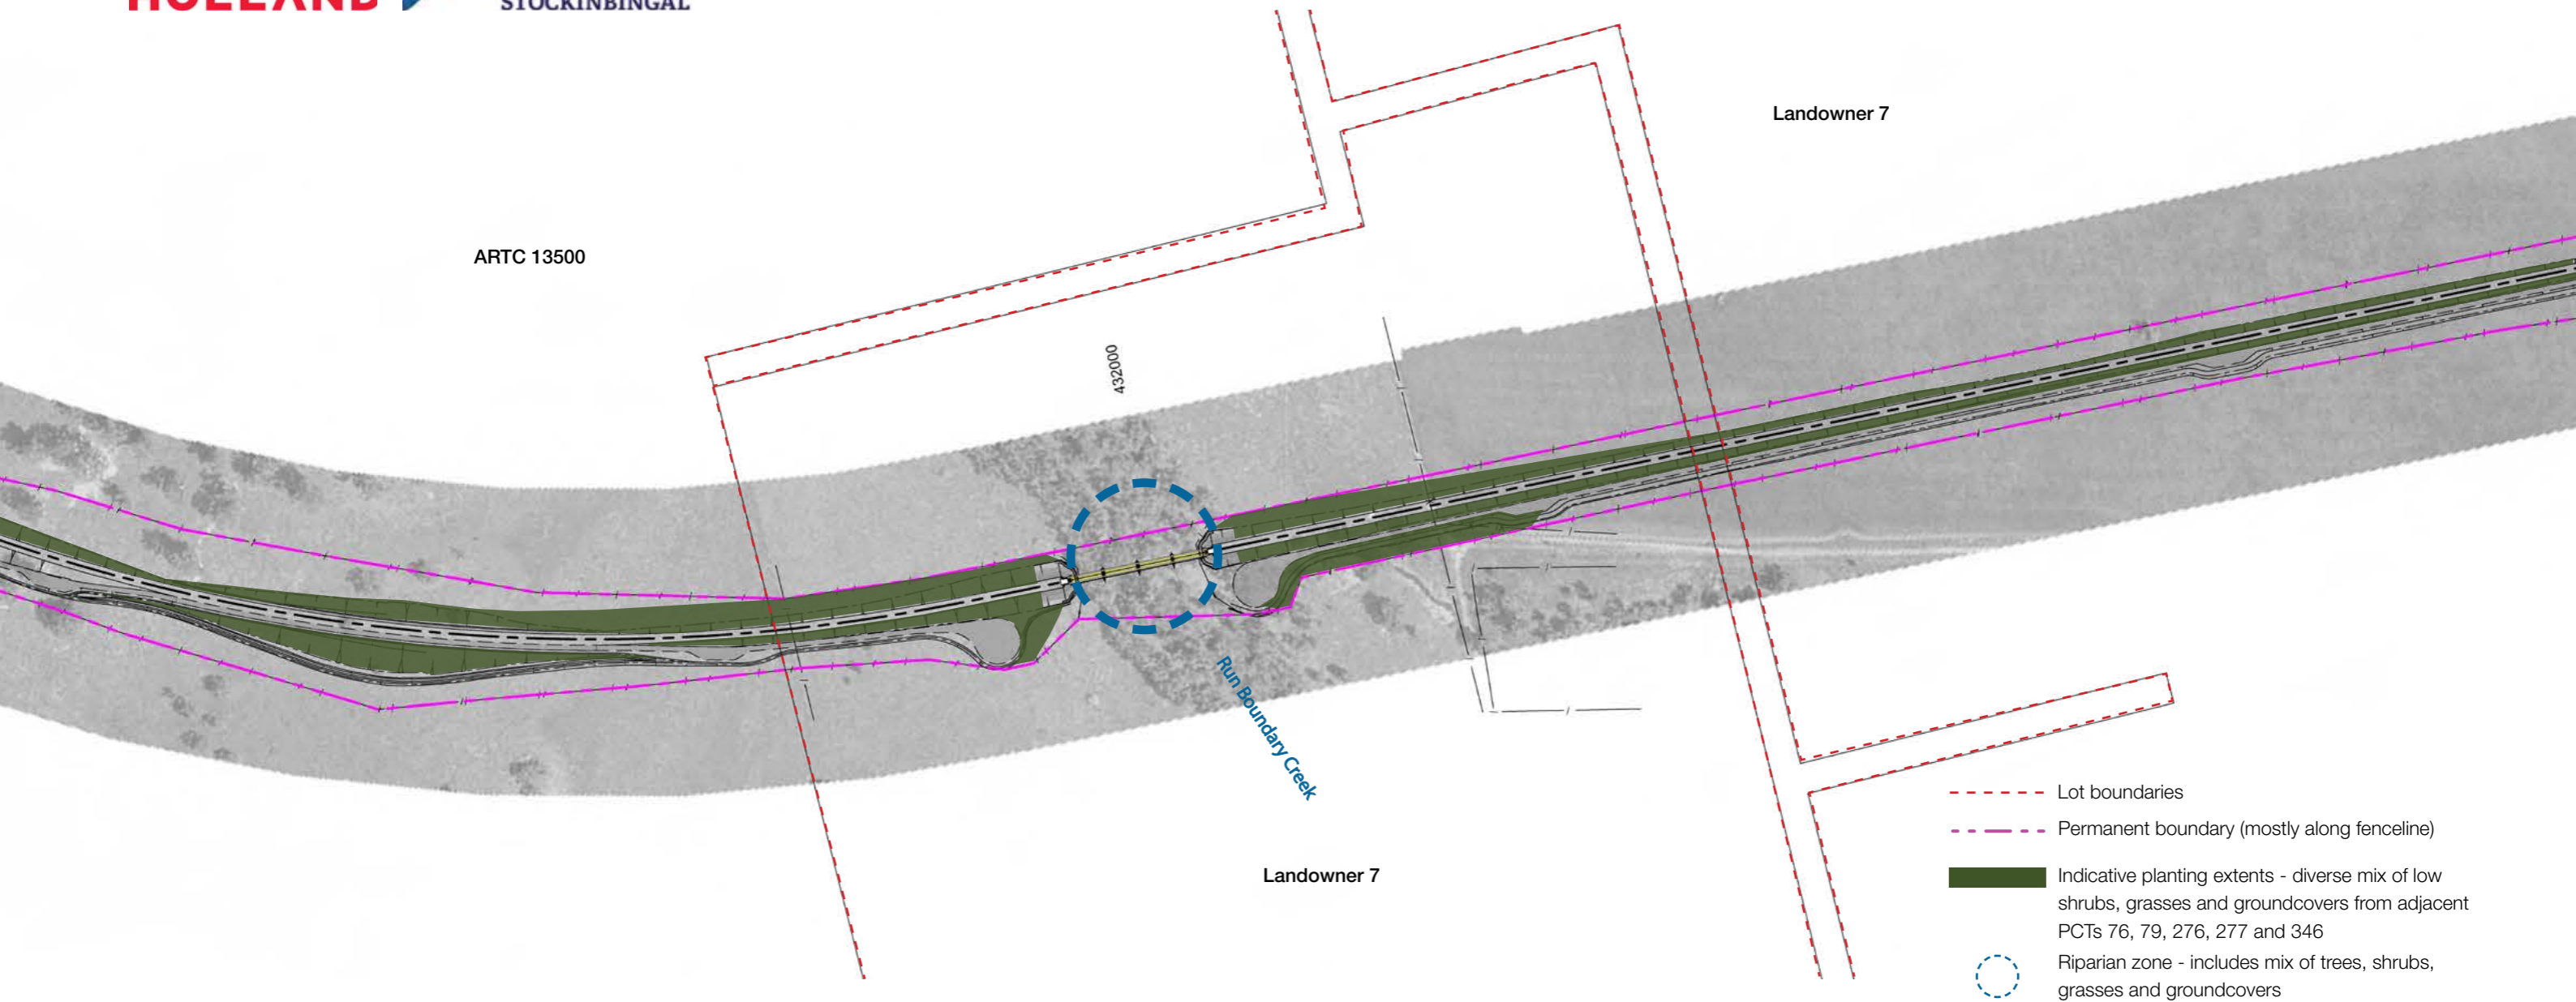 HOLLAND
STOCKINBINGAL
Landowner 7
ARTC 13500
432000
Run Boundary Creek
Landowner 7
Lot boundaries
Permanent boundary (mostly along fenceline)
Indicative planting extents - diverse mix of low
shrubs, grasses and groundcovers from adjacent
PCTs 76, 79, 276, 277 and 346
Riparian zone - includes mix of trees, shrubs,
grasses and groundcovers